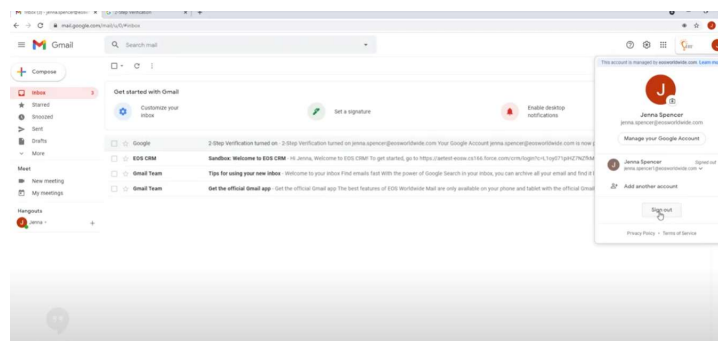 Inbox (3) - jenna.spencer@eosw
2-Step Verification
mail.google.com/mail/u/0/#inbox
Gmail
Search mail
This account is managed by eosworldwide.com. Learn more
Compose
Inbox 3
Starred
Snoozed
Sent
Drafts
More
Meet
New meeting
My meetings
Hangouts
Jenna
Get started with Gmail
Customize your
inbox
Set a signature
Enable desktop
notifications
Google 2-Step Verification turned on - 2-Step Verification turned on jenna.spencer@eosworldwide.com Your Google Account jenna.spencer@eosworldwide.com is now
EOS CRM Sandbox: Welcome to EOS CRM - Hi Jenna, Welcome to EOS CRM! To get started, go to
Gmail Team Tips for using your new inbox - Welcome to your inbox Find emails fast With the power of Google Search in your inbox, you can archive all your email and find it
Gmail Team Get the official Gmail app - Get the official Gmail app The best features of EOS Worldwide Mail are only available on your phone and tablet with the official Gmail
J
Jenna Spencer
jenna.spencer@eosworldwide.com
Manage your Google Account
Jenna Spencer Signed out
jenna.spencer1@eosworldwide.com
Add another account
Sign out
Privacy Policy • Terms of Service